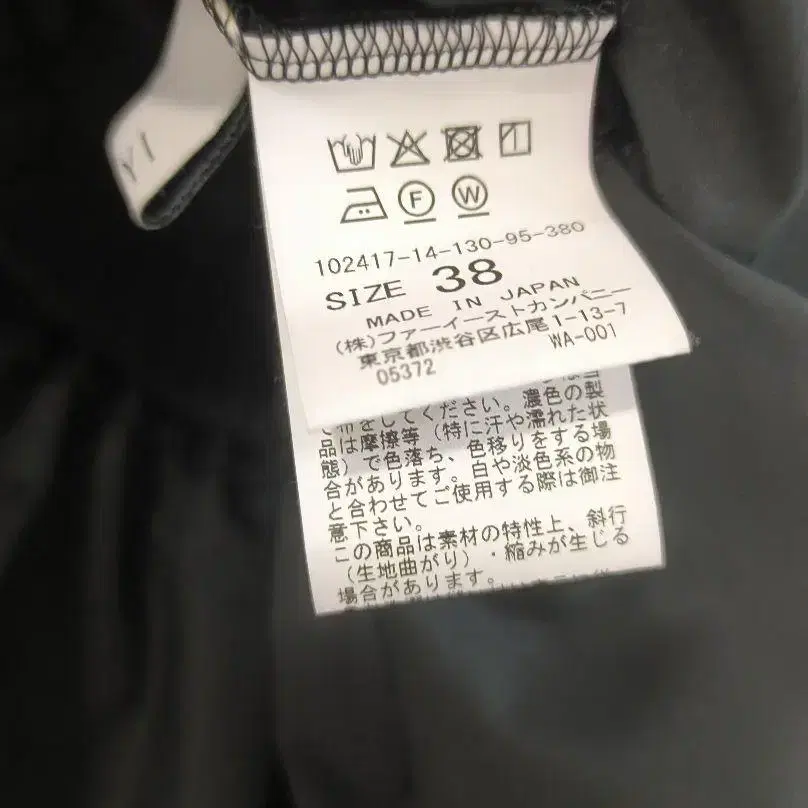 F W
102417-14-130-95-380
SIZE 38
MADE IN JAPAN
(株)ファーイーストカンパニー
東京都渋谷区広尾1-13-7
WA-001
05372
してください。濃色の製
品は摩擦等（特に汗や濡れた状
態）で色落ち、色移りをする場
合があります。白や淡色系の物
と合わせてご使用する際は御注
意下さい。
この商品は素材の特性上、斜行
（生地曲がり）・縮みが生じる
場合があります。